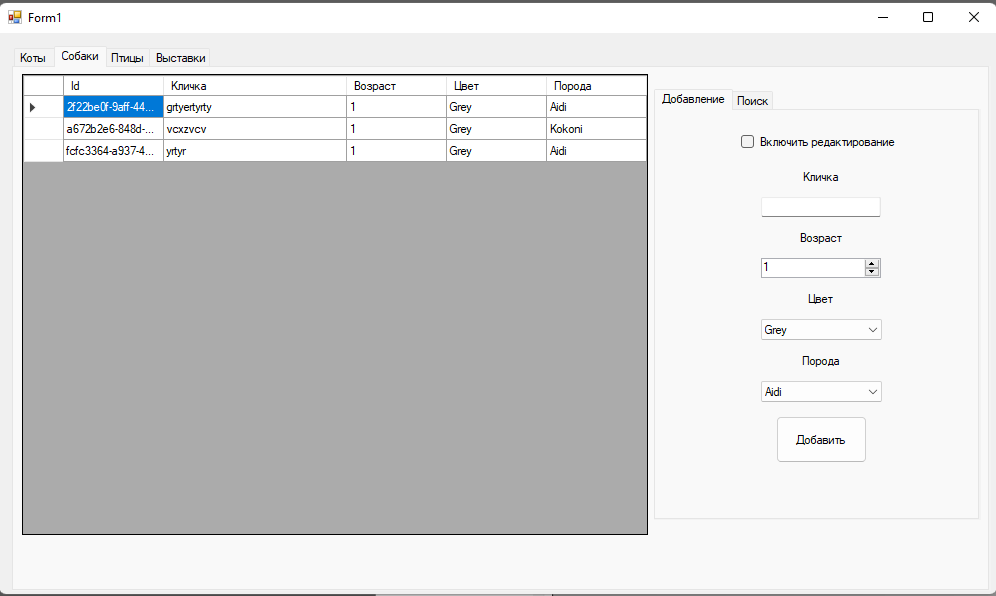 Form1
Коты Собаки Птицы Выставки
Id Кличка Возраст Цвет Порода
2f22be0f-9aff-44... grtyertyrty 1 Grey Aidi
a672b2e6-848d-... vcxzvcv 1 Grey Kokoni
fcfc3364-a937-4... yrtyr 1 Grey Aidi
Добавление Поиск
Включить редактирование
Кличка
Возраст
1
Цвет
Grey
Порода
Aidi
Добавить